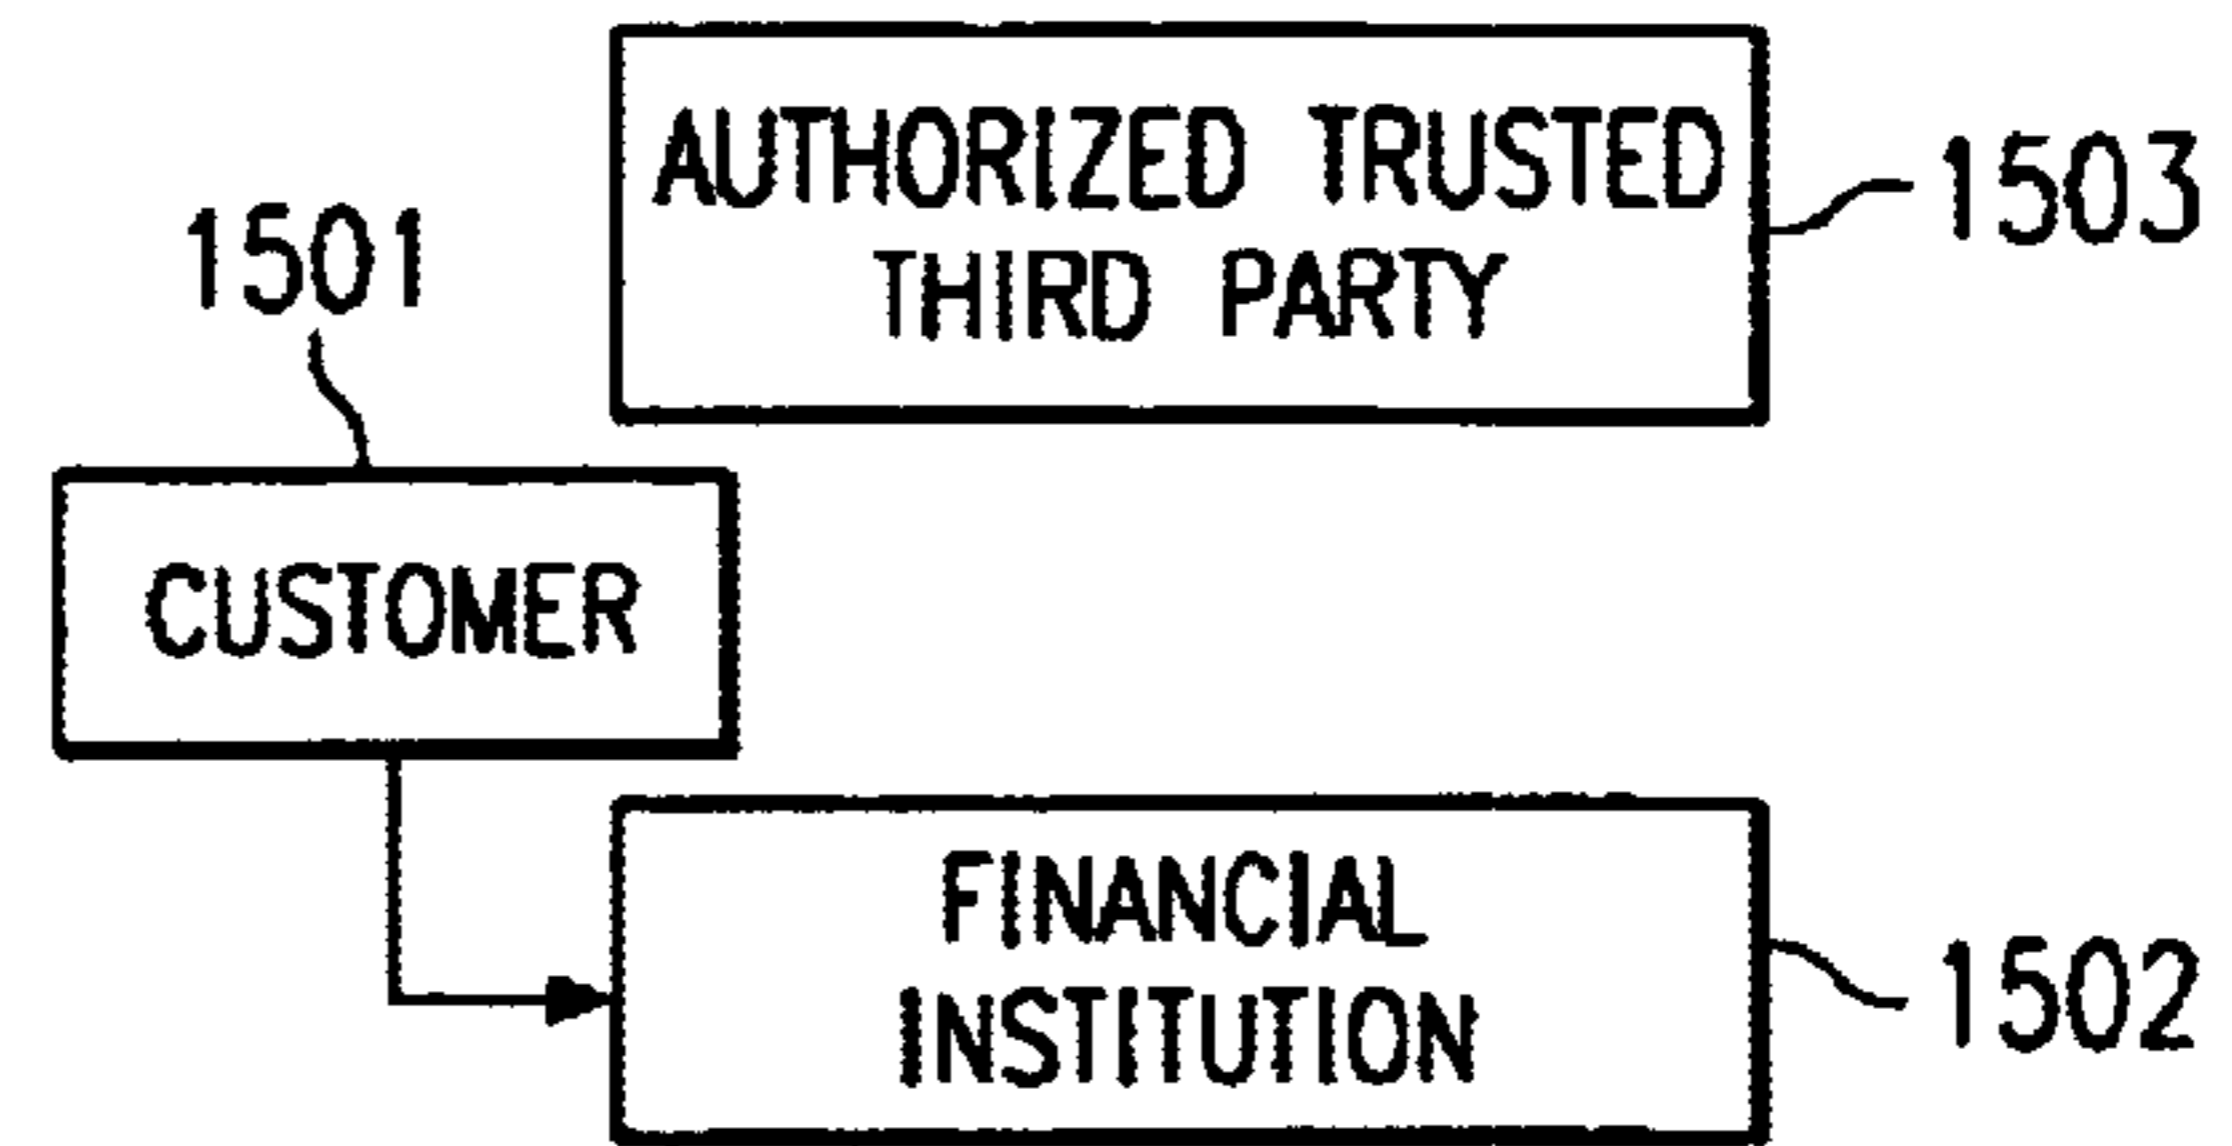 AUTHORIZED TRUSTED
THIRD PARTY
1503
1501
CUSTOMER
FINANCIAL
INSTITUTION
1502